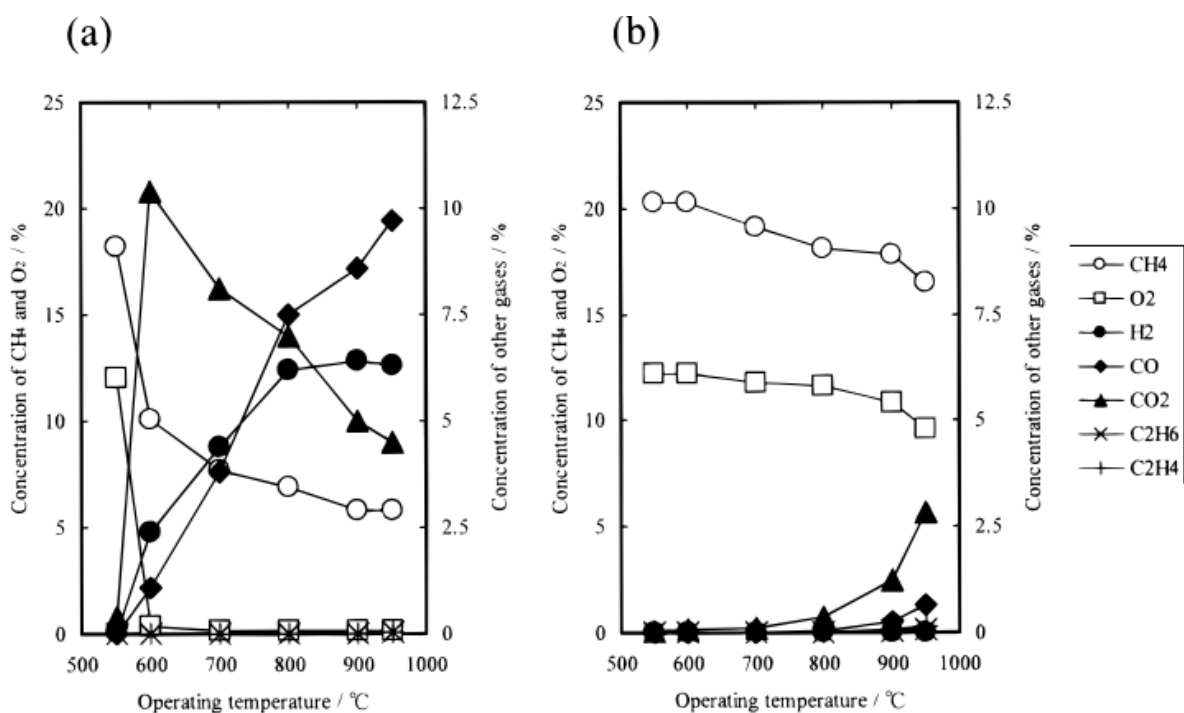 (a)
(b)
Concentration of CH4 and O2 / %
25
20
15
10
5
0
12.5
10
7.5
5
2.5
0
Concentration of other gases / %
500 600 700 800 900 1000
Operating temperature / ℃
Concentration of CH4 and O2 / %
25
20
15
10
5
0
12.5
10
7.5
5
2.5
0
Concentration of other gases / %
500 600 700 800 900 1000
Operating temperature / ℃
CH4
O2
H2
CO
CO2
C2H6
C2H4